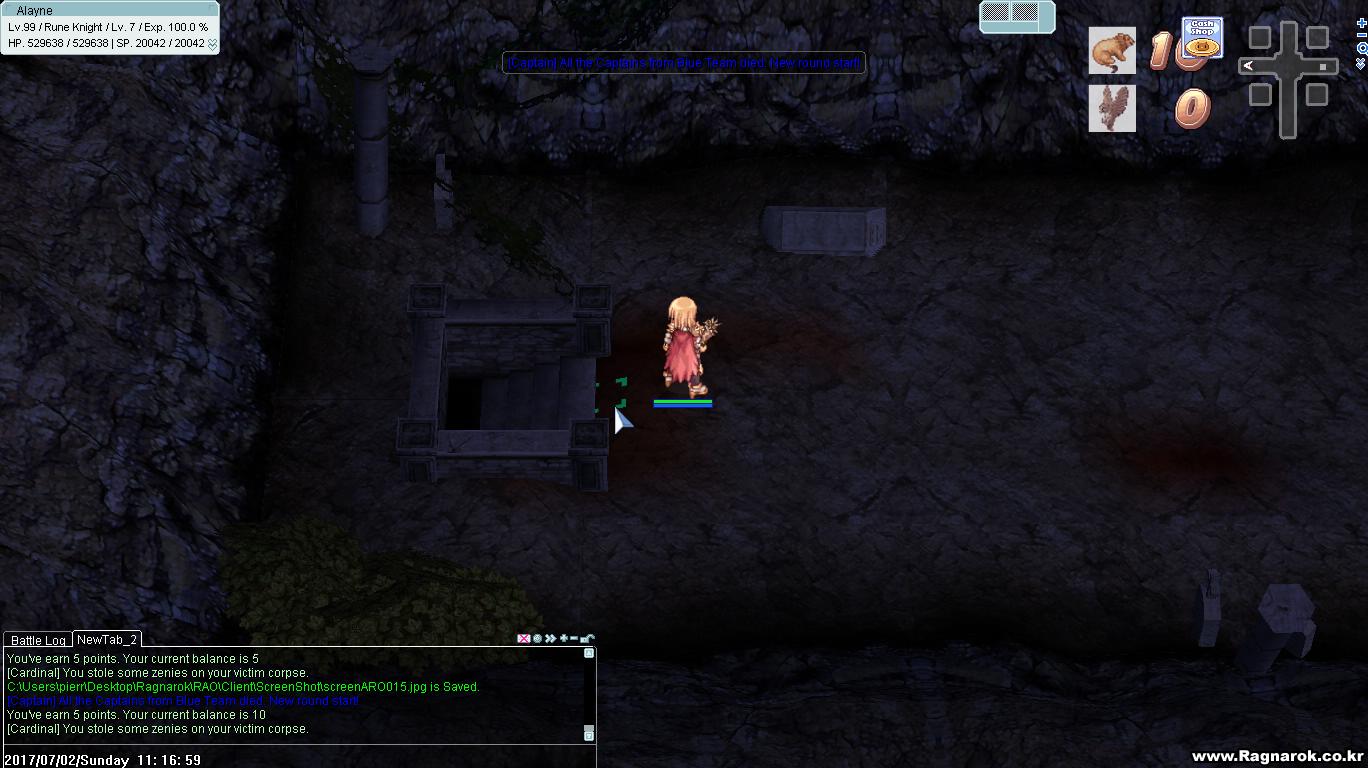 Alayne
Lv.99 / Rune Knight / Lv. 7 / Exp. 100.0 %
HP. 529638 / 529638 | SP. 20042 / 20042
[Captain] All the Captains from Blue Team died. New round start!
Cash
Shop
0
Battle Log
NewTab_2
You've earn 5 points. Your current balance is 5
[Cardinal] You stole some zenies on your victim corpse.
C:\Users\pierr\Desktop\Ragnarok\RAO\Client\ScreenShot\screenARO015.jpg is Saved.
[Captain] All the Captains from Blue Team died. New round start!
You've earn 5 points. Your current balance is 10
[Cardinal] You stole some zenies on your victim corpse.
2017/07/02/Sunday 11: 16: 59
www.Ragnarok.co.kr